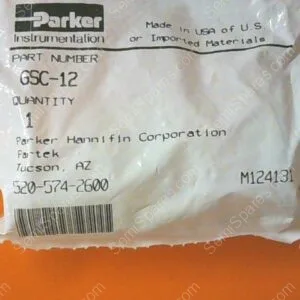 Parker
Instrumentation
Made in USA of U.S.
or Imported Materials
PART NUMBER
GSC-12
QUANTITY
1
Parker Hannifin Corporation
Partek
Tucson, AZ
520-574-2600
M124131